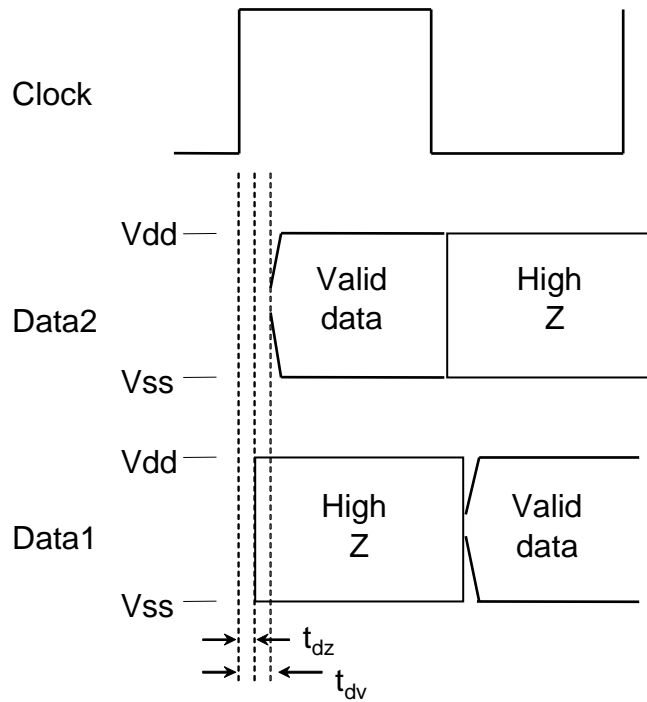 Clock
Vdd
Valid
data
High
Z
Data2
Vss
Vdd
High
Z
Valid
data
Data1
Vss
tdz
tdv